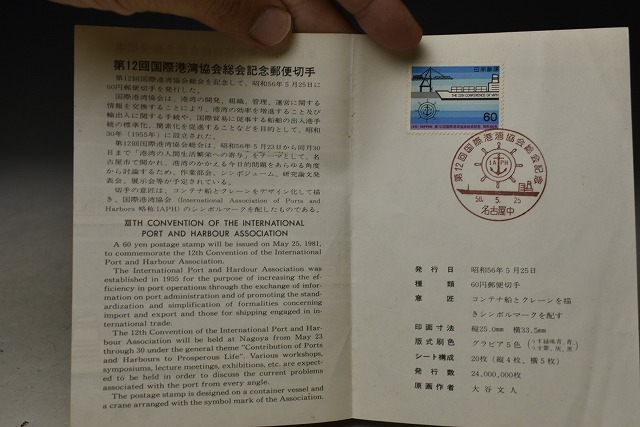 第12回国際港湾協会総会記念郵便切手
第12回国際港湾協会総会を記念して、昭和56年5月25日に
60円郵便切手を発行した。
国際港湾協会は、港湾の開発、組織、管理、運営に関する
情報を交換することにより、港湾の効率を増進すること及び
輸出入に関する手続や、国際貿易に従事する船舶の出入港手
続の標準化、簡素化を促進することなどを目的として、昭和
30年(1955年)に設立された。
第12回国際港湾協会総会は、昭和56年5月23日から同月30
日まで「港湾の人間生活繁栄への寄与」をテーマとして、名
古屋市で開かれ、港湾のかかえる今日的問題をあらゆる角度
から討議するため、作業部会、シンポジューム、研究論文発
表会、展示会等が予定されている。
切手の意匠は、コンテナ船とクレーンをデザイン化して描
き、国際港湾協会 (International Association of Ports and
Harbors 略称IAPH) のシンボルマークを配したものである。
XIITH CONVENTION OF THE INTERNATIONAL
PORT AND HARBOUR ASSOCIATION
A 60 yen postage stamp will be issued on May 25, 1981,
to commemorate the 12th Convention of the International
Port and Harbour Association.
The International Port and Hardour Association was
established in 1955 for the purpose of increasing the ef-
ficiency in port operations through the exchange of infor-
mation on port administration and of promoting the stand-
ardization and simplification of formalities concerning
import and export and those for shipping engaged in in-
ternational trade.
The 12th Convention of the International Port and Har-
bour Association will be held at Nagoya from May 23
through 30 under the general theme "Contribution of Ports
and Harbours to Prosperous Life". Various workshops,
symposiums, lecture meetings, exhibitions, etc. are expect-
ed to be held in order to discuss the current problems
associated with the port from every angle.
The postage stamp is designed on a container vessel and
a crane arranged with the symbol mark of the Association.
日本郵便
THE 12th CONFERENCE OF IAPH
60
NIPPON 第12回国際港湾協会総会記念
第12回国際港湾協会総会記念
IAPH
56. 5. 25
名古屋中
発行日 昭和56年5月25日
種類 60円郵便切手
意匠 コンテナ船とクレーンを描
きシンボルマークを配す
印面寸法 縦25.0mm 横33.5mm
版式刷色 グラビア5色
シート構成 20枚(縦4枚、横5枚)
発行数 24,000,000枚
原画作者 大谷文人